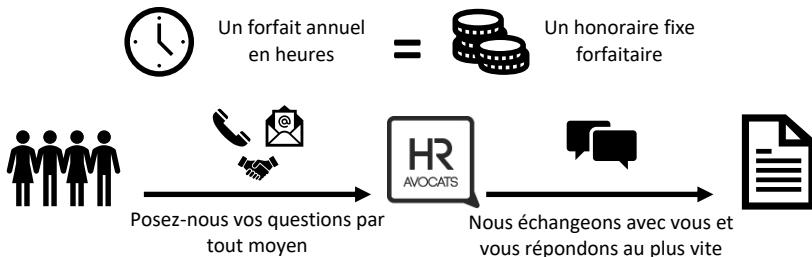 Un forfait annuel
en heures
=
Un honoraire fixe
forfaitaire
@
HR
AVOCATS
Posez-nous vos questions par
tout moyen
Nous échangeons avec vous et
vous répondons au plus vite